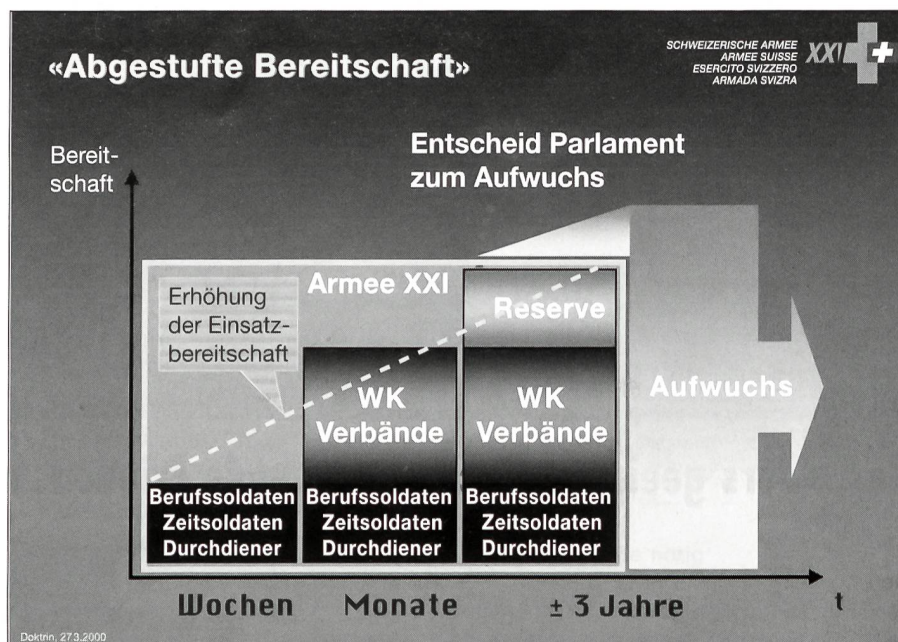 «Abgestufte Bereitschaft»
SCHWEIZERISCHE ARMEE
ARMEE SUISSE
ESERCITO SVIZZERO
ARMADA SVIZRA
XXI
Entscheid Parlament
zum Aufwuchs
Bereit-
schaft
Armee XXI
Erhöhung
der Einsatz-
bereitschaft
Reserve
WK
Verbände
WK
Verbände
Aufwuchs
Berufssoldaten
Zeitsoldaten
Durchdiener
Berufssoldaten
Zeitsoldaten
Durchdiener
Berufssoldaten
Zeitsoldaten
Durchdiener
Wochen Monate ± 3 Jahre t
Doktrin, 27.3.2000